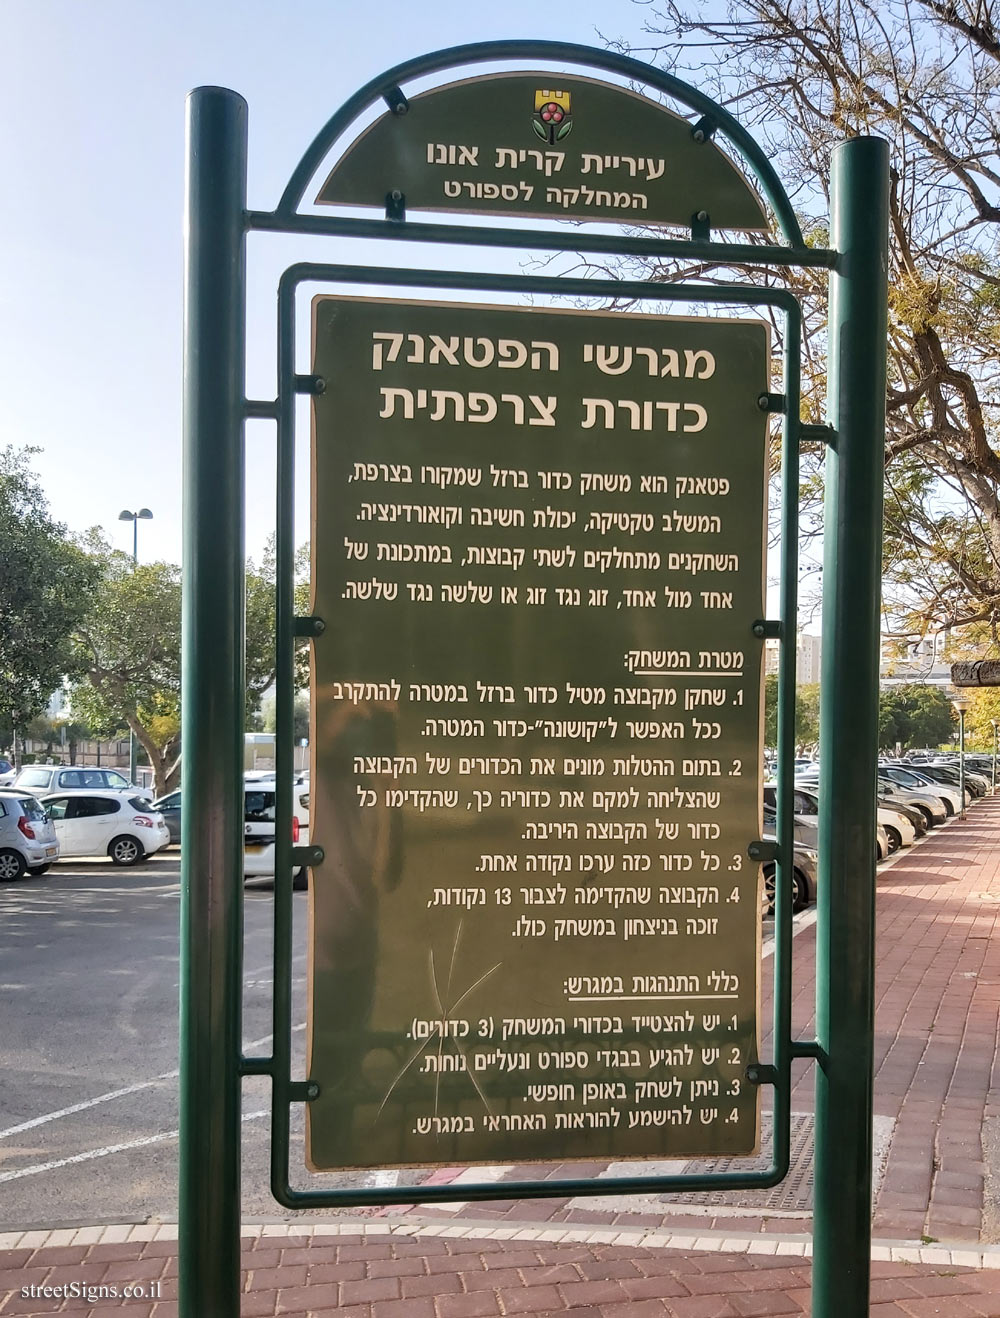 עיריית קרית אונו
המחלקה לספורט
מגרשי הפטאנק
כדורת צרפתית
פטאנק הוא משחק כדור ברזל שמקורו בצרפת,
המשלב טקטיקה, יכולת חשיבה וקואורדינציה.
השחקנים מתחלקים לשתי קבוצות, במתכונת של
אחד מול אחד, זוג נגד זוג או שלשה נגד שלשה.
מטרת המשחק:
1. שחקן מקבוצה מטיל כדור ברזל במטרה להתקרב
ככל האפשר ל"קושונה"-כדור המטרה.
2. בתום ההטלות מונים את הכדורים של הקבוצה
שהצליחה למקם את כדוריה כך, שהקדימו כל
כדור של הקבוצה היריבה.
3. כל כדור כזה ערכו נקודה אחת.
4. הקבוצה שהקדימה לצבור 13 נקודות,
זוכה בניצחון במשחק כולו.
כללי התנהגות במגרש:
1. יש להצטייד בכדורי המשחק (3 כדורים).
2. יש להגיע בבגדי ספורט ונעליים נוחות.
3. ניתן לשחק באופן חופשי.
4. יש להישמע להוראות האחראי במגרש.
streetSigns.co.il